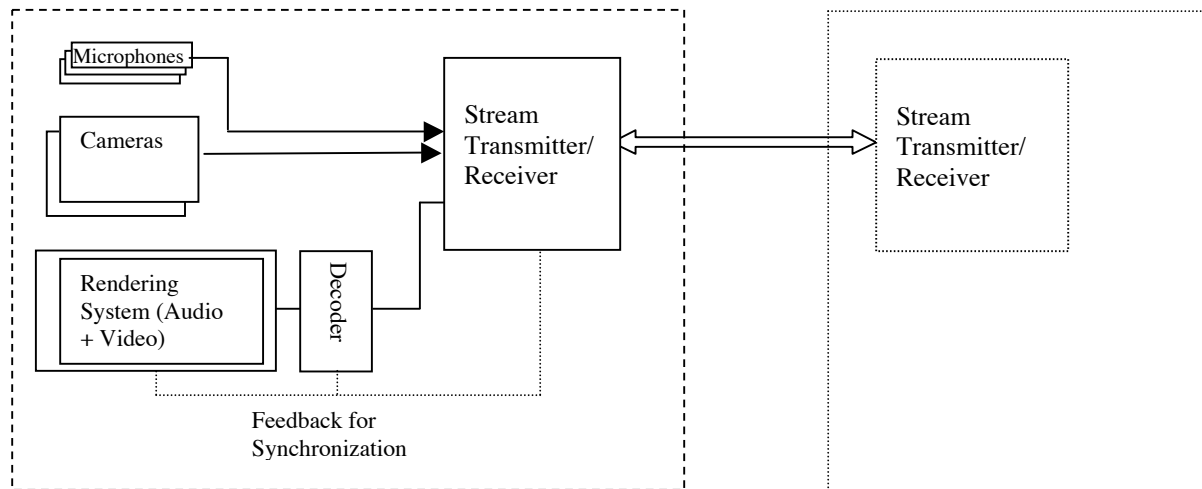 Microphones
Cameras
Stream
Transmitter/
Receiver
Stream
Transmitter/
Receiver
Rendering
System (Audio
+ Video)
Decoder
Feedback for
Synchronization